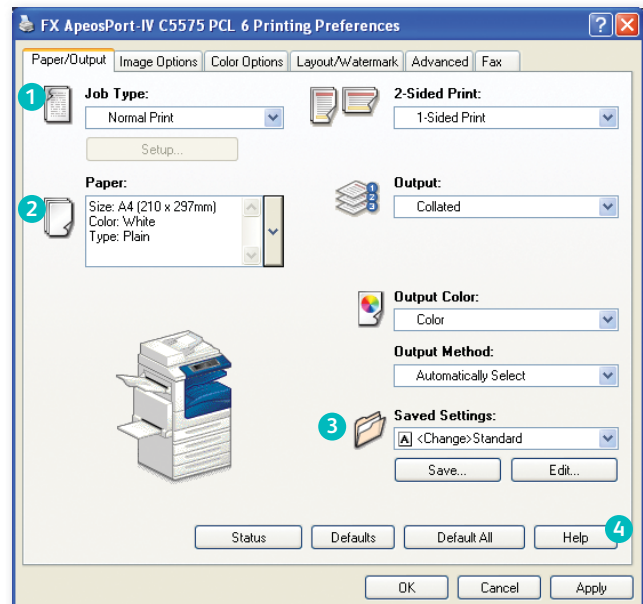 FX ApeosPort-IV C5575 PCL 6 Printing Preferences
Paper/Output Image Options Color Options Layout/Watermark Advanced Fax
1
Job Type:
Normal Print
Setup...
2-Sided Print:
1-Sided Print
2
Paper:
Size: A4 (210 x 297mm)
Color: White
Type: Plain
1
2
3
Output:
Collated
Output Color:
Color
Output Method:
Automatically Select
3
Saved Settings:
A <Change>Standard
Save... Edit...
Status Defaults Default All Help
4
OK Cancel Apply